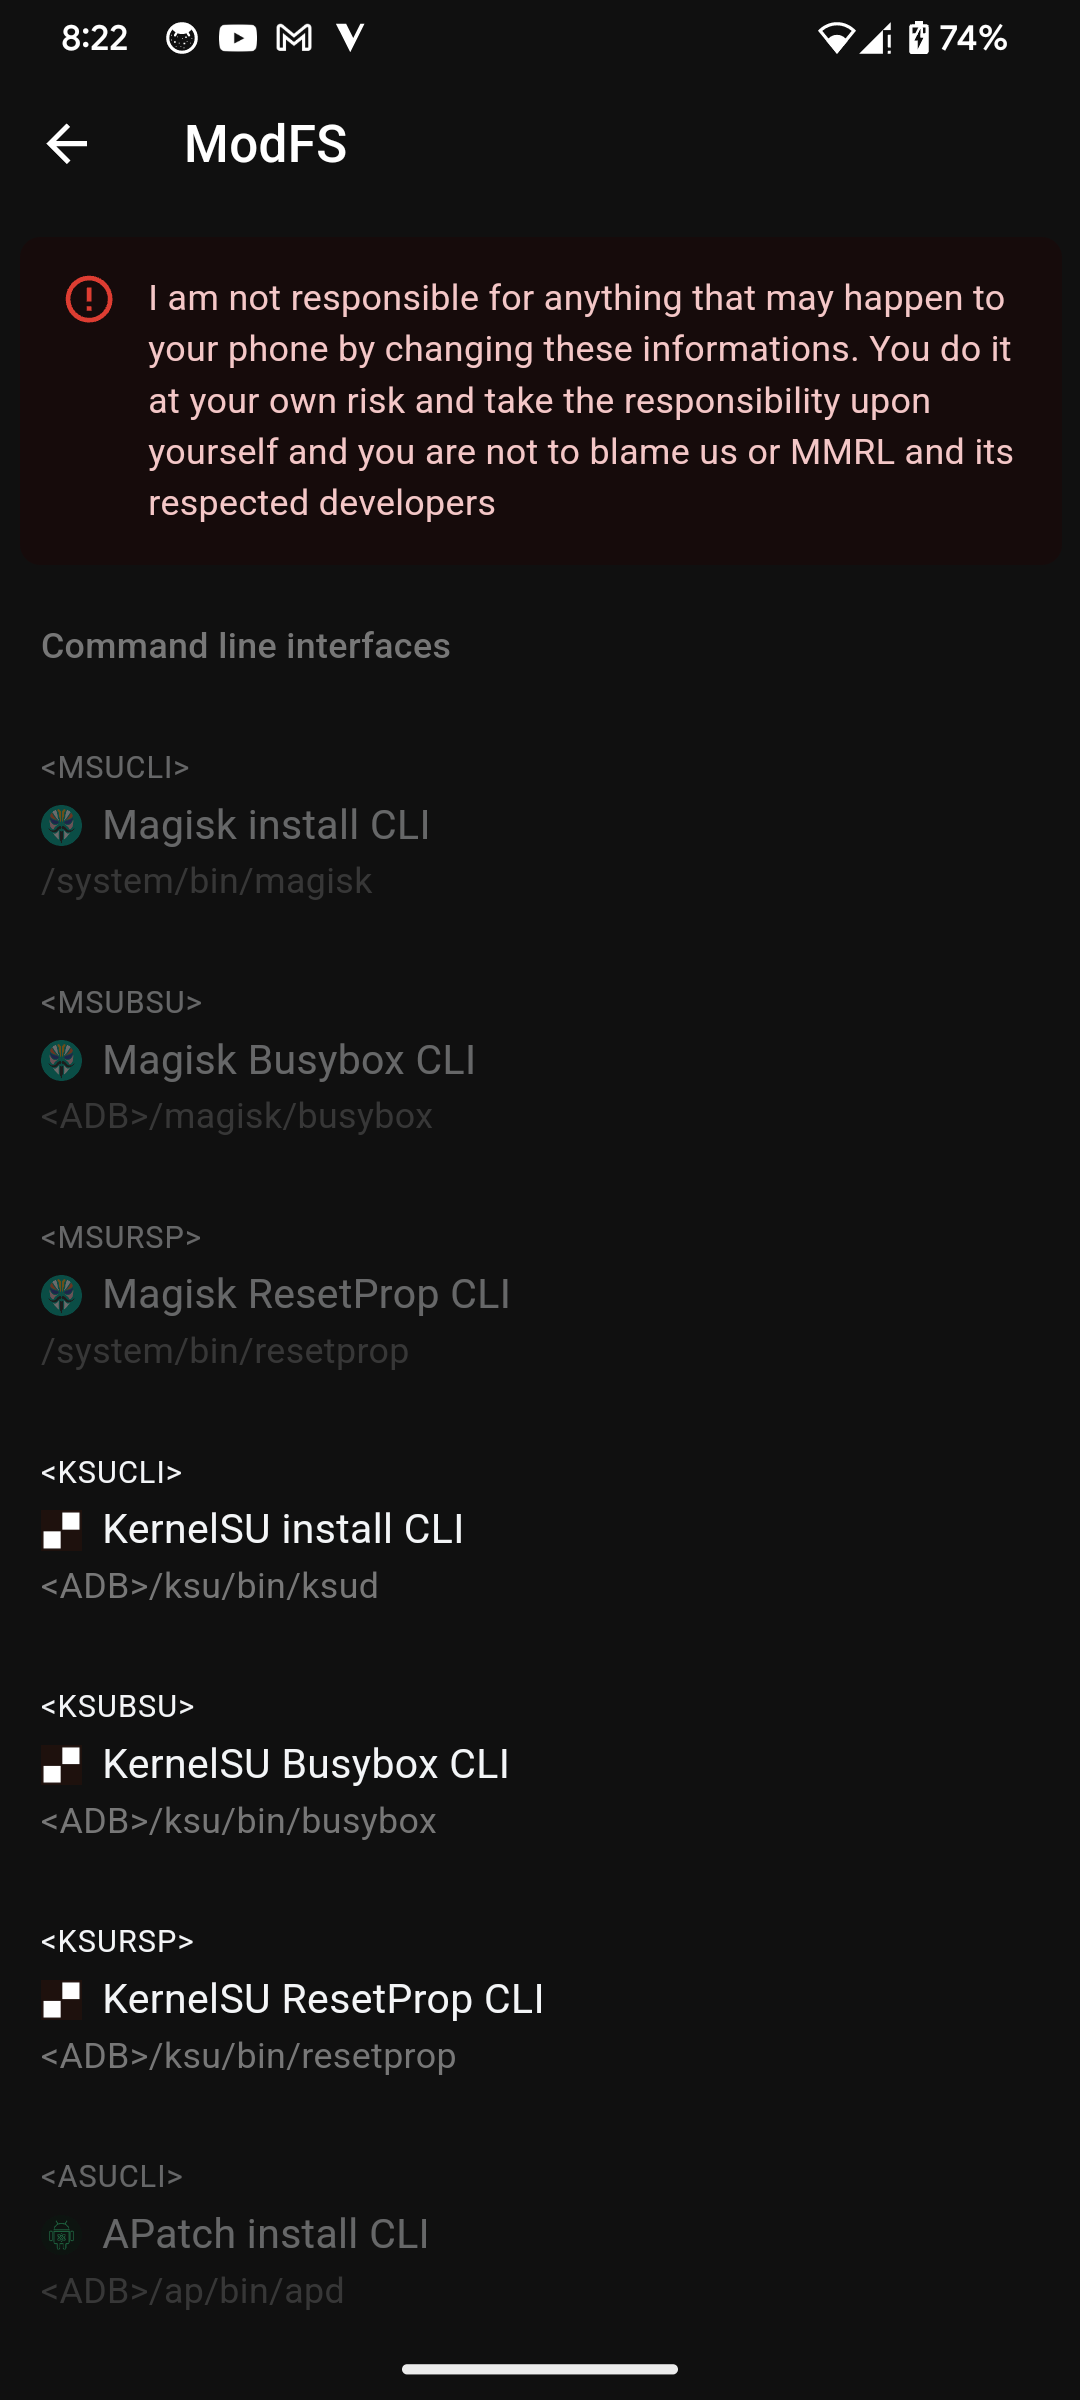 8:22
74%
ModFS
I am not responsible for anything that may happen to
your phone by changing these informations. You do it
at your own risk and take the responsibility upon
yourself and you are not to blame us or MMRL and its
respected developers
Command line interfaces
<MSUCLI>
Magisk install CLI
/system/bin/magisk
<MSUBSU>
Magisk Busybox CLI
<ADB>/magisk/busybox
<MSURSP>
Magisk ResetProp CLI
/system/bin/resetprop
<KSUCLI>
KernelSU install CLI
<ADB>/ksu/bin/ksud
<KSUBSU>
KernelSU Busybox CLI
<ADB>/ksu/bin/busybox
<KSURSP>
KernelSU ResetProp CLI
<ADB>/ksu/bin/resetprop
<ASUCLI>
APatch install CLI
<ADB>/ap/bin/apd